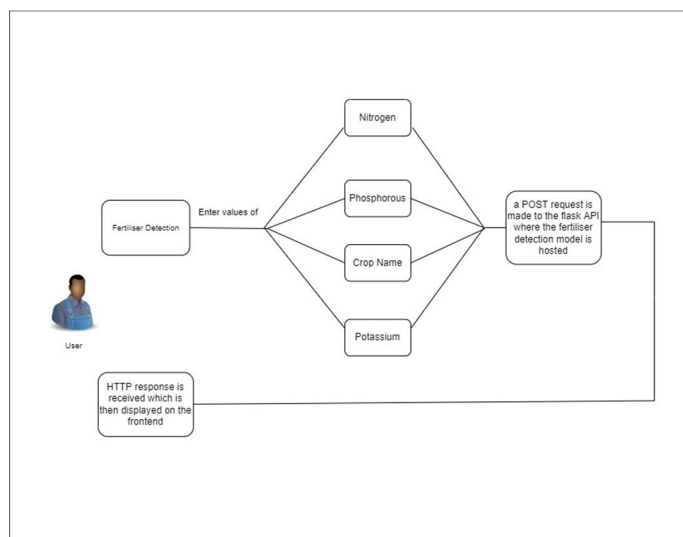 Nitrogen
Phosphorous
Enter values of
Fertiliser Detection
Crop Name
Potassium
a POST request is
made to the flask API
where the fertiliser
detection model is
hosted
User
HTTP response is
received which is
then displayed on the
frontend